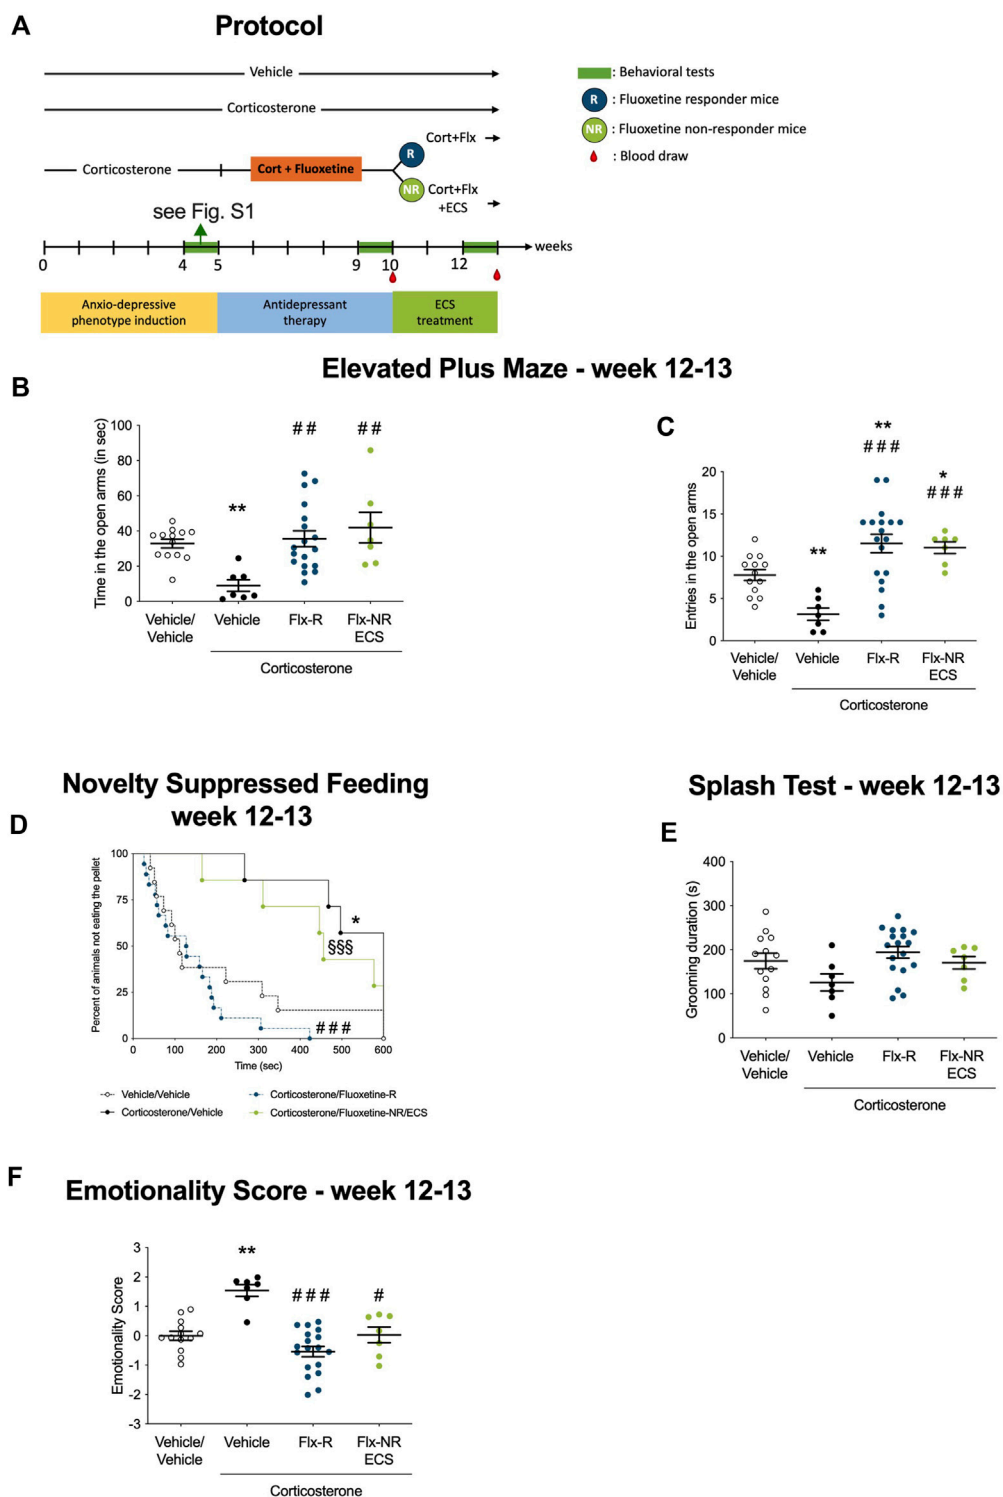 A
Protocol
Vehicle
Corticosterone
Corticosterone
Cort + Fluoxetine
R
NR
Cort+Flx
Cort+Flx
+ECS
: Behavioral tests
R : Fluoxetine responder mice
NR : Fluoxetine non-responder mice
: Blood draw
see Fig. S1
0 4 5 9 10 12 weeks
Anxio-depressive
phenotype induction
Antidepressant
therapy
ECS
treatment
Elevated Plus Maze - week 12-13
B
Time in the open arms (in sec)
100
80
60
40
20
0
**
##
##
Vehicle/
Vehicle
Vehicle
Flx-R
Flx-NR
ECS
Corticosterone
C
Entries in the open arms
20
15
10
5
0
**
**
###
*
###
Vehicle/
Vehicle
Vehicle
Flx-R
Flx-NR
ECS
Corticosterone
Novelty Suppressed Feeding
week 12-13
D
Percent of animals not eating the pellet
100
75
50
25
0
*
§§§
###
0 100 200 300 400 500 600
Time (sec)
Vehicle/Vehicle
Corticosterone/Vehicle
Corticosterone/Fluoxetine-R
Corticosterone/Fluoxetine-NR/ECS
Splash Test - week 12-13
E
Grooming duration (s)
400
300
200
100
0
Vehicle/
Vehicle
Vehicle
Flx-R
Flx-NR
ECS
Corticosterone
F
Emotionality Score - week 12-13
Emotionality Score
3
2
1
0
-1
-2
-3
**
###
#
Vehicle/
Vehicle
Vehicle
Flx-R
Flx-NR
ECS
Corticosterone